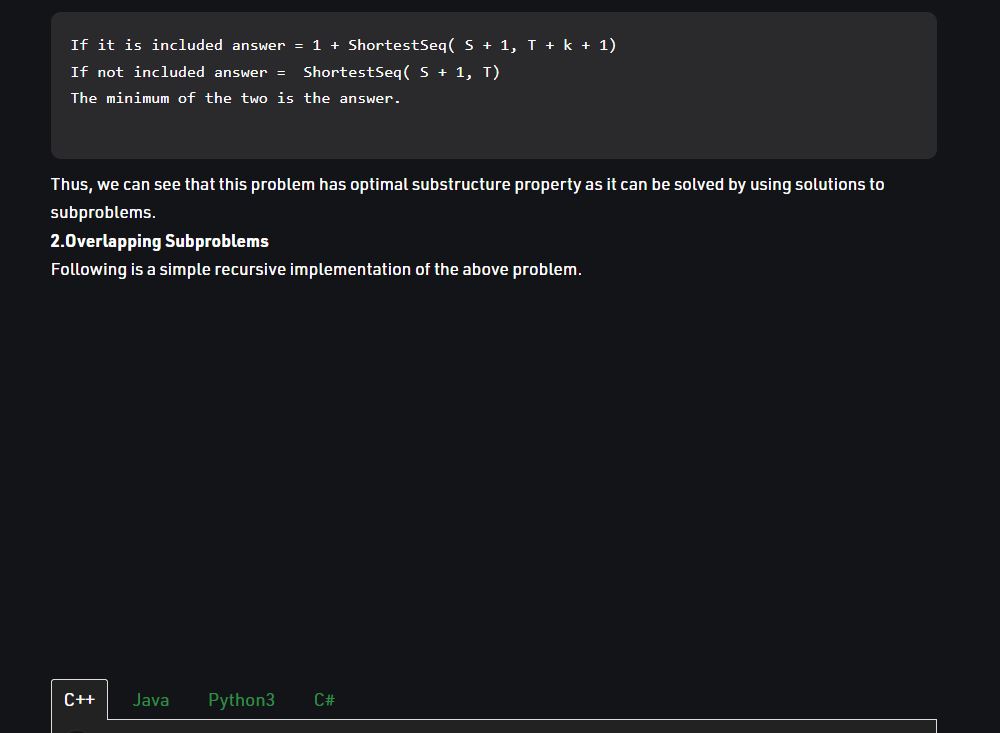 If it is included answer = 1 + ShortestSeq( S + 1, T + k + 1)
If not included answer =  ShortestSeq( S + 1, T)
The minimum of the two is the answer.
Thus, we can see that this problem has optimal substructure property as it can be solved by using solutions to
subproblems.
2.Overlapping Subproblems
Following is a simple recursive implementation of the above problem.
C++ Java Python3 C#